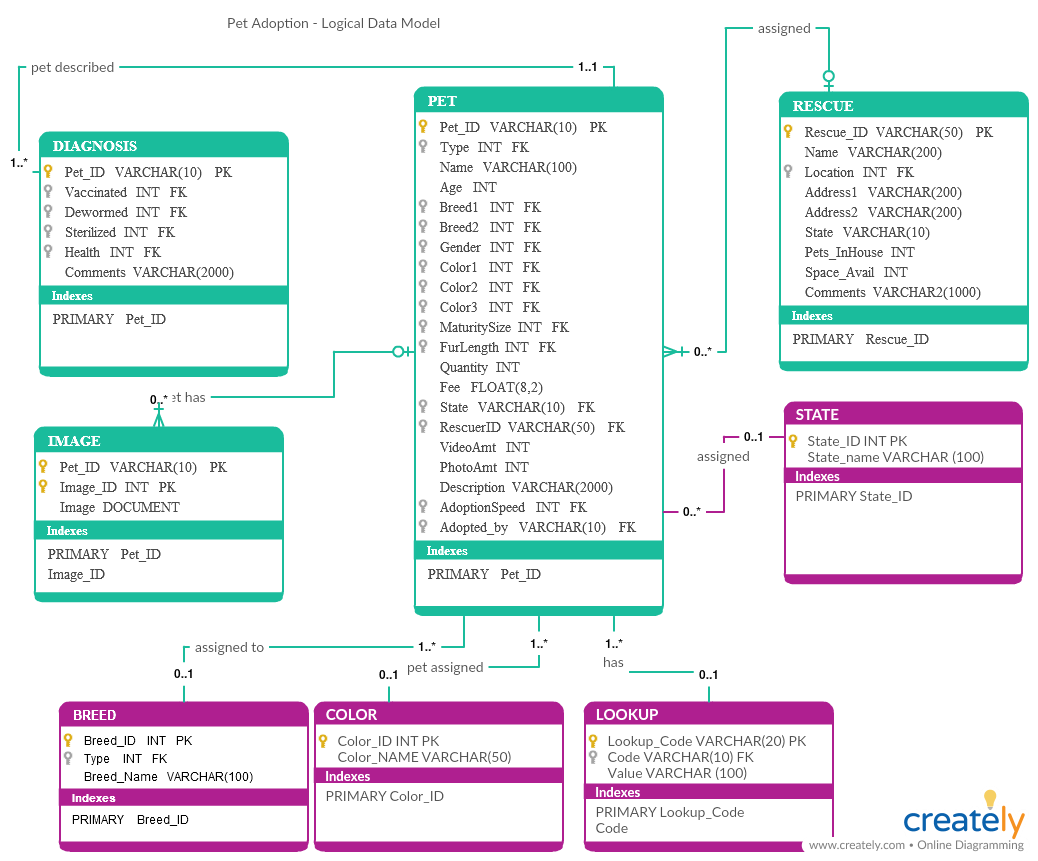 Pet Adoption - Logical Data Model
assigned
pet described
1..1
1..*
DIAGNOSIS
Pet_ID VARCHAR(10) PK
Vaccinated INT FK
Dewormed INT FK
Sterilized INT FK
Health INT FK
Comments VARCHAR(2000)
Indexes
PRIMARY Pet_ID
PET
Pet_ID VARCHAR(10) PK
Type INT FK
Name VARCHAR(100)
Age INT
Breed1 INT FK
Breed2 INT FK
Gender INT FK
Color1 INT FK
Color2 INT FK
Color3 INT FK
MaturitySize INT FK
FurLength INT FK
Quantity INT
Fee FLOAT(8,2)
State VARCHAR(10) FK
RescuerID VARCHAR(50) FK
VideoAmt INT
PhotoAmt INT
Description VARCHAR(2000)
AdoptionSpeed INT FK
Adopted_by VARCHAR(10) FK
Indexes
PRIMARY Pet_ID
RESCUE
Rescue_ID VARCHAR(50) PK
Name VARCHAR(200)
Location INT FK
Address1 VARCHAR(200)
Address2 VARCHAR(200)
State VARCHAR(10)
Pets_InHouse INT
Space_Avail INT
Comments VARCHAR2(1000)
Indexes
PRIMARY Rescue_ID
0..*
0..*
et has
IMAGE
Pet_ID VARCHAR(10) PK
Image_ID INT PK
Image DOCUMENT
Indexes
PRIMARY Pet_ID
Image_ID
STATE
State_ID INT PK
State_name VARCHAR (100)
Indexes
PRIMARY State_ID
0..1
assigned
0..*
assigned to
1..*
0..1
pet assigned
1..*
0..1
1..*
has
0..1
BREED
Breed_ID INT PK
Type INT FK
Breed_Name VARCHAR(100)
Indexes
PRIMARY Breed_ID
COLOR
Color_ID INT PK
Color_NAME VARCHAR(50)
Indexes
PRIMARY Color_ID
LOOKUP
Lookup_Code VARCHAR(20) PK
Code VARCHAR(10) FK
Value VARCHAR (100)
Indexes
PRIMARY Lookup_Code
Code
creately
www.creately.com • Online Diagramming